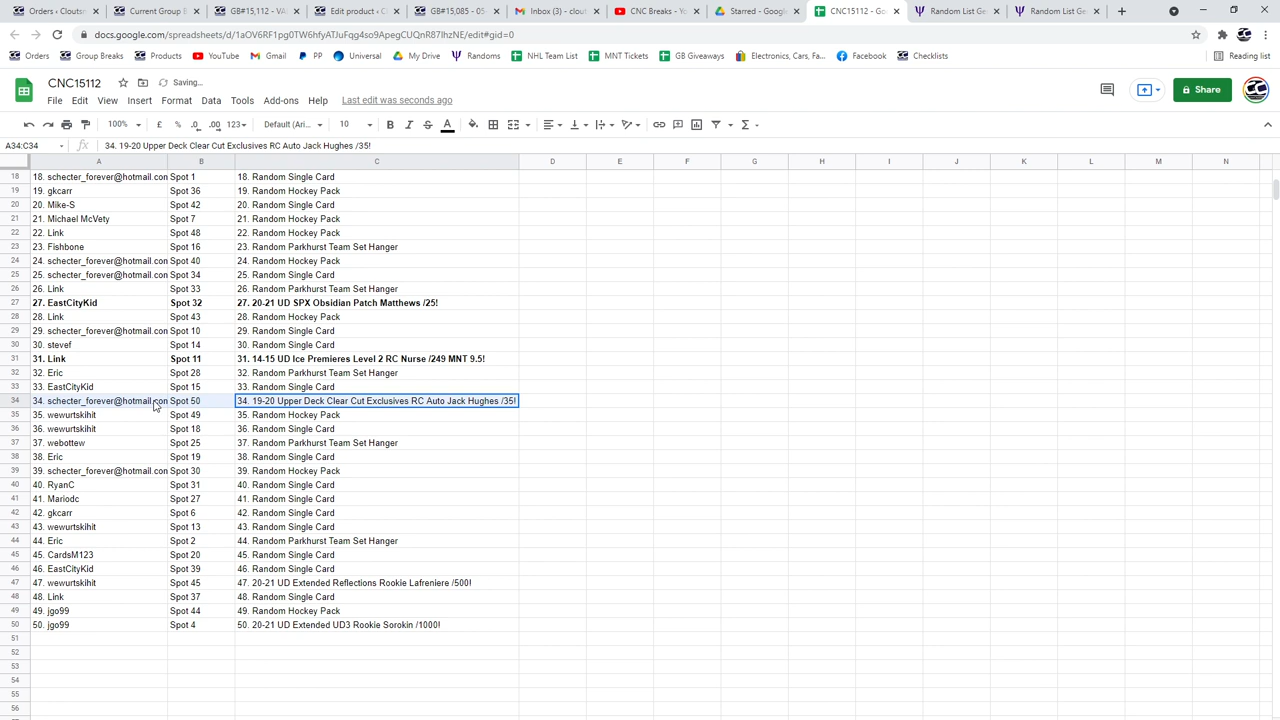 Orders < Clouts
Current Group B
GB#15,112 - VA
Edit product < C
GB#15,085 - 05-
Inbox (3) - clout
CNC Breaks - Yo
Starred - Google
CNC15112 - Go
Random List Ge
Random List Ge
docs.google.com/spreadsheets/d/1aOV6RF1pg0TW6hfyATJuFqg4so9ApegCUQnR87IhzNE/edit#gid=0
Orders
Group Breaks
Products
YouTube
Gmail
PP
Universal
My Drive
Randoms
NHL Team List
MNT Tickets
GB Giveaways
Electronics, Cars, Fa...
Facebook
Checklists
Reading list
CNC15112
Saving...
File Edit View Insert Format Data Tools Add-ons Help Last edit was seconds ago
Share
100% £ % .0 .00 123 Default (Ari... 10 B I S A
A34:C34 fx 34. 19-20 Upper Deck Clear Cut Exclusives RC Auto Jack Hughes /35!
A B C D E F G H I J K L M N
18 18. schecter_forever@hotmail.com Spot 1 18. Random Single Card
19 19. gkcarr Spot 36 19. Random Hockey Pack
20 20. Mike-S Spot 42 20. Random Single Card
21 21. Michael McVety Spot 7 21. Random Hockey Pack
22 22. Link Spot 48 22. Random Hockey Pack
23 23. Fishbone Spot 16 23. Random Parkhurst Team Set Hanger
24 24. schecter_forever@hotmail.com Spot 40 24. Random Hockey Pack
25 25. schecter_forever@hotmail.com Spot 34 25. Random Single Card
26 26. Link Spot 33 26. Random Parkhurst Team Set Hanger
27 27. EastCityKid Spot 32 27. 20-21 UD SPX Obsidian Patch Matthews /25!
28 28. Link Spot 43 28. Random Hockey Pack
29 29. schecter_forever@hotmail.com Spot 10 29. Random Single Card
30 30. stevef Spot 14 30. Random Single Card
31 31. Link Spot 11 31. 14-15 UD Ice Premieres Level 2 RC Nurse /249 MNT 9.5!
32 32. Eric Spot 28 32. Random Parkhurst Team Set Hanger
33 33. EastCityKid Spot 15 33. Random Single Card
34 34. schecter_forever@hotmail.com Spot 50 34. 19-20 Upper Deck Clear Cut Exclusives RC Auto Jack Hughes /35!
35 35. wewurtskihit Spot 49 35. Random Hockey Pack
36 36. wewurtskihit Spot 18 36. Random Single Card
37 37. webottew Spot 25 37. Random Parkhurst Team Set Hanger
38 38. Eric Spot 19 38. Random Single Card
39 39. schecter_forever@hotmail.com Spot 30 39. Random Hockey Pack
40 40. RyanC Spot 31 40. Random Single Card
41 41. Mariodc Spot 27 41. Random Single Card
42 42. gkcarr Spot 6 42. Random Single Card
43 43. wewurtskihit Spot 13 43. Random Single Card
44 44. Eric Spot 2 44. Random Parkhurst Team Set Hanger
45 45. CardsM123 Spot 20 45. Random Single Card
46 46. EastCityKid Spot 39 46. Random Single Card
47 47. wewurtskihit Spot 45 47. 20-21 UD Extended Reflections Rookie Lafreniere /500!
48 48. Link Spot 37 48. Random Single Card
49 49. jgo99 Spot 44 49. Random Hockey Pack
50 50. jgo99 Spot 4 50. 20-21 UD Extended UD3 Rookie Sorokin /1000!
51
52
53
54
55
56